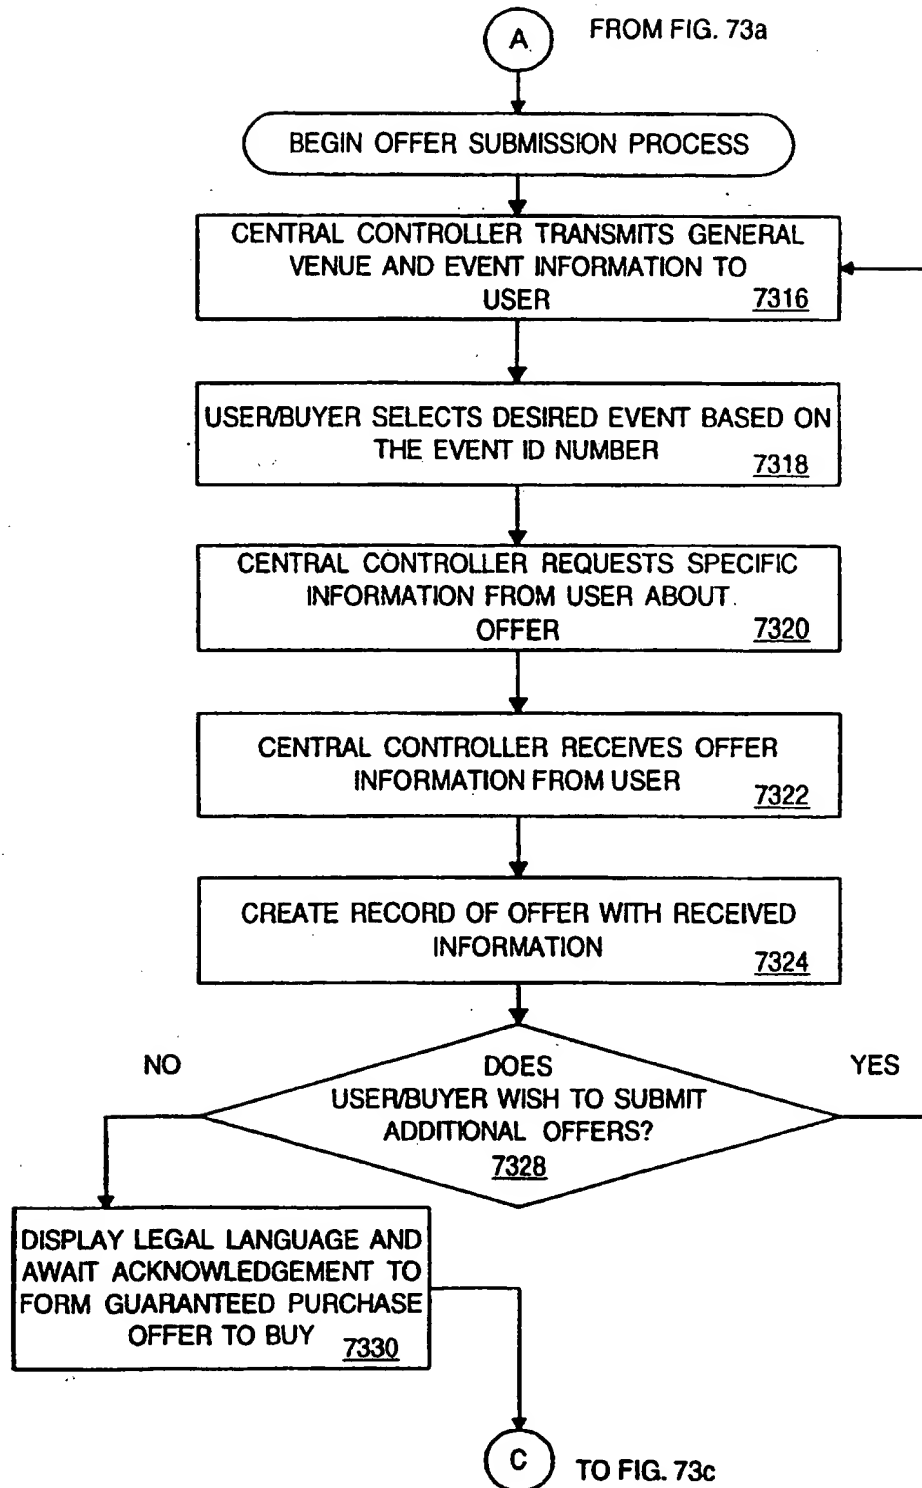 A
FROM FIG. 73a
BEGIN OFFER SUBMISSION PROCESS
CENTRAL CONTROLLER TRANSMITS GENERAL
VENUE AND EVENT INFORMATION TO
USER
7316
USER/BUYER SELECTS DESIRED EVENT BASED ON
THE EVENT ID NUMBER
7318
CENTRAL CONTROLLER REQUESTS SPECIFIC
INFORMATION FROM USER ABOUT
OFFER
7320
CENTRAL CONTROLLER RECEIVES OFFER
INFORMATION FROM USER
7322
CREATE RECORD OF OFFER WITH RECEIVED
INFORMATION
7324
NO
DOES
YES
USER/BUYER WISH TO SUBMIT
ADDITIONAL OFFERS?
7328
DISPLAY LEGAL LANGUAGE AND
AWAIT ACKNOWLEDGEMENT TO
FORM GUARANTEED PURCHASE
OFFER TO BUY
7330
C
TO FIG. 73c